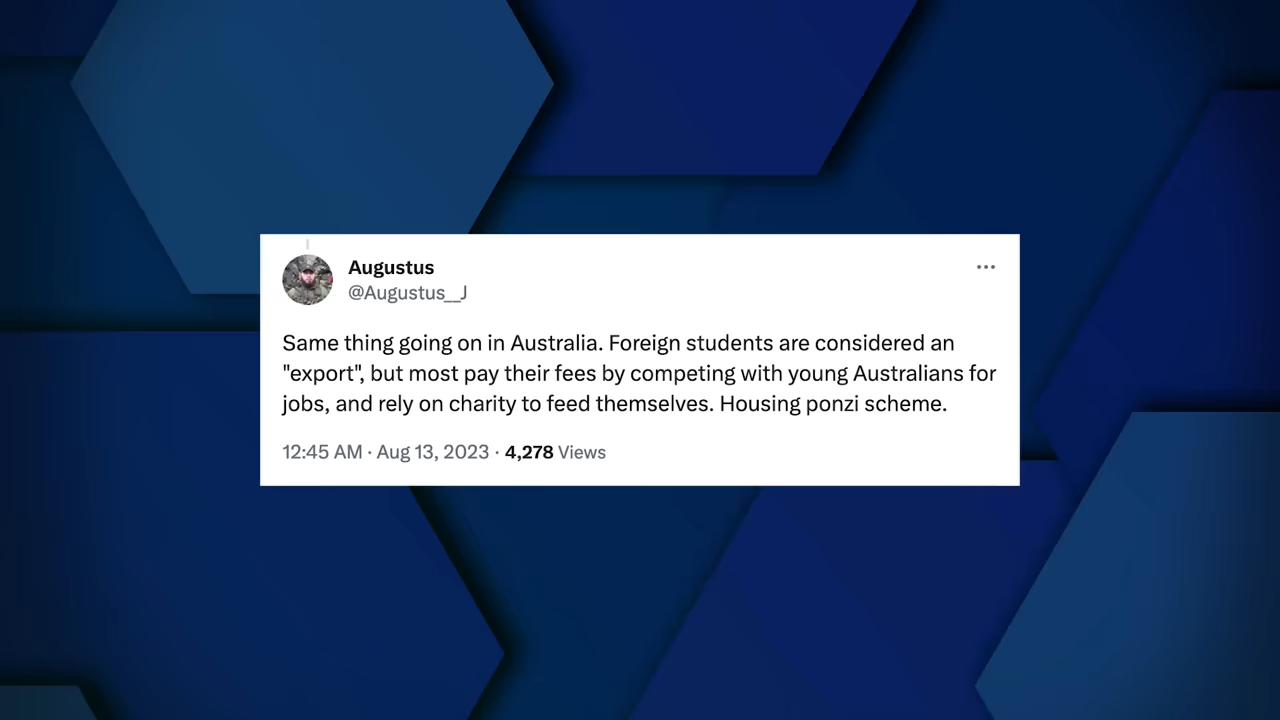 Augustus
@Augustus__J
Same thing going on in Australia. Foreign students are considered an
"export", but most pay their fees by competing with young Australians for
jobs, and rely on charity to feed themselves. Housing ponzi scheme.
12:45 AM · Aug 13, 2023 · 4,278 Views